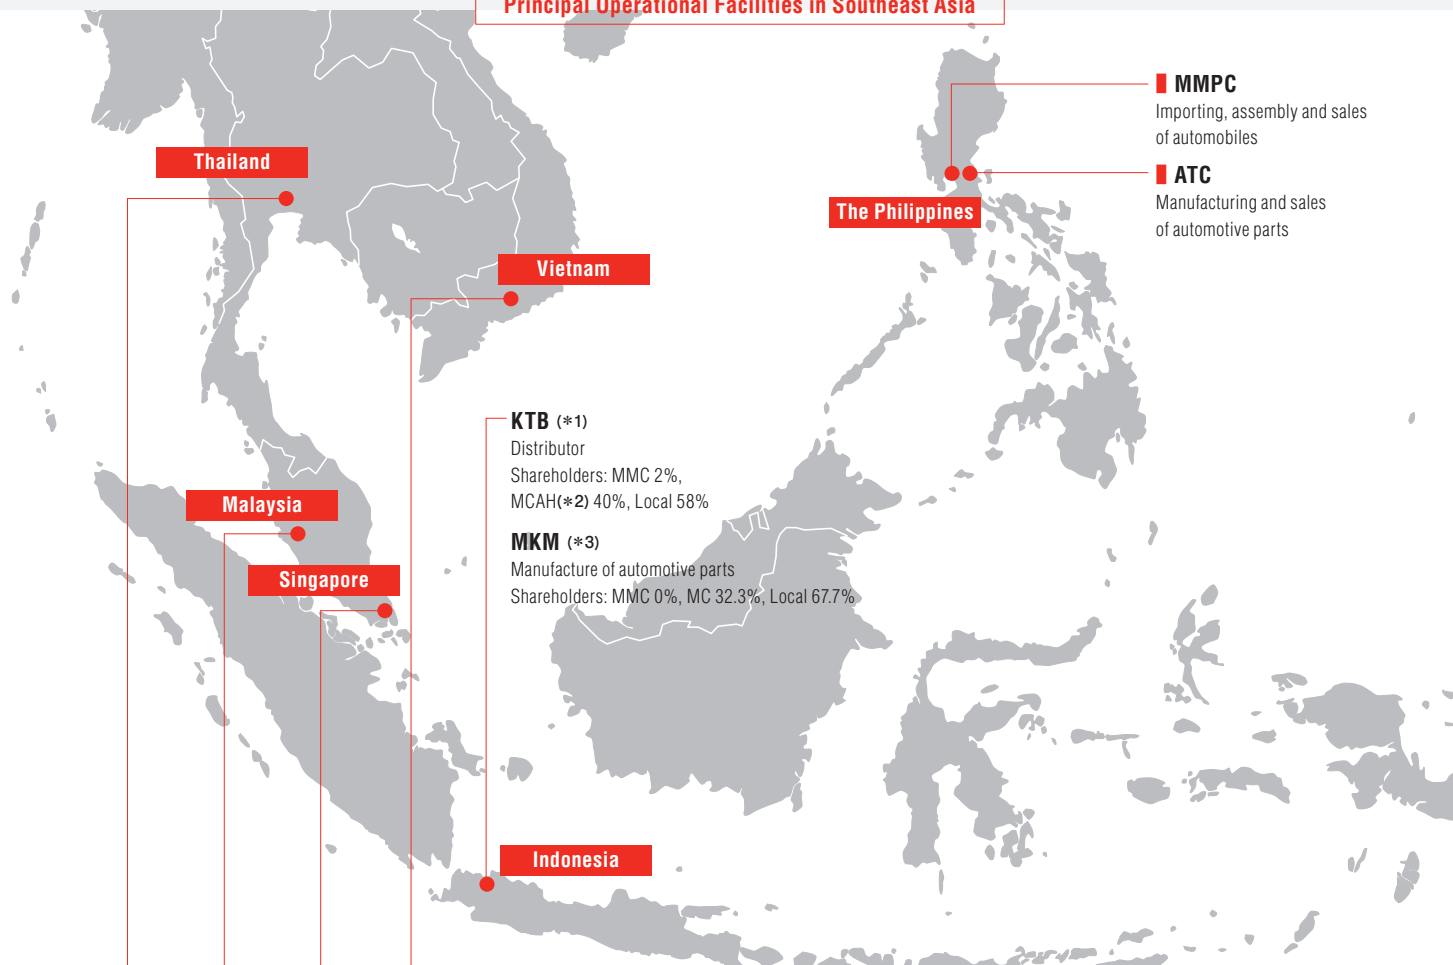 Principal Operational Facilities in Southeast Asia
MMPC
Importing, assembly and sales
of automobiles
Thailand
ATC
Manufacturing and sales
of automotive parts
The Philippines
Vietnam
KTB (*1)
Distributor
Shareholders: MMC 2%,
MCAH(*2) 40%, Local 58%
Malaysia
MKM (*3)
Manufacture of automotive parts
Shareholders: MMC 0%, MC 32.3%, Local 67.7%
Singapore
Indonesia